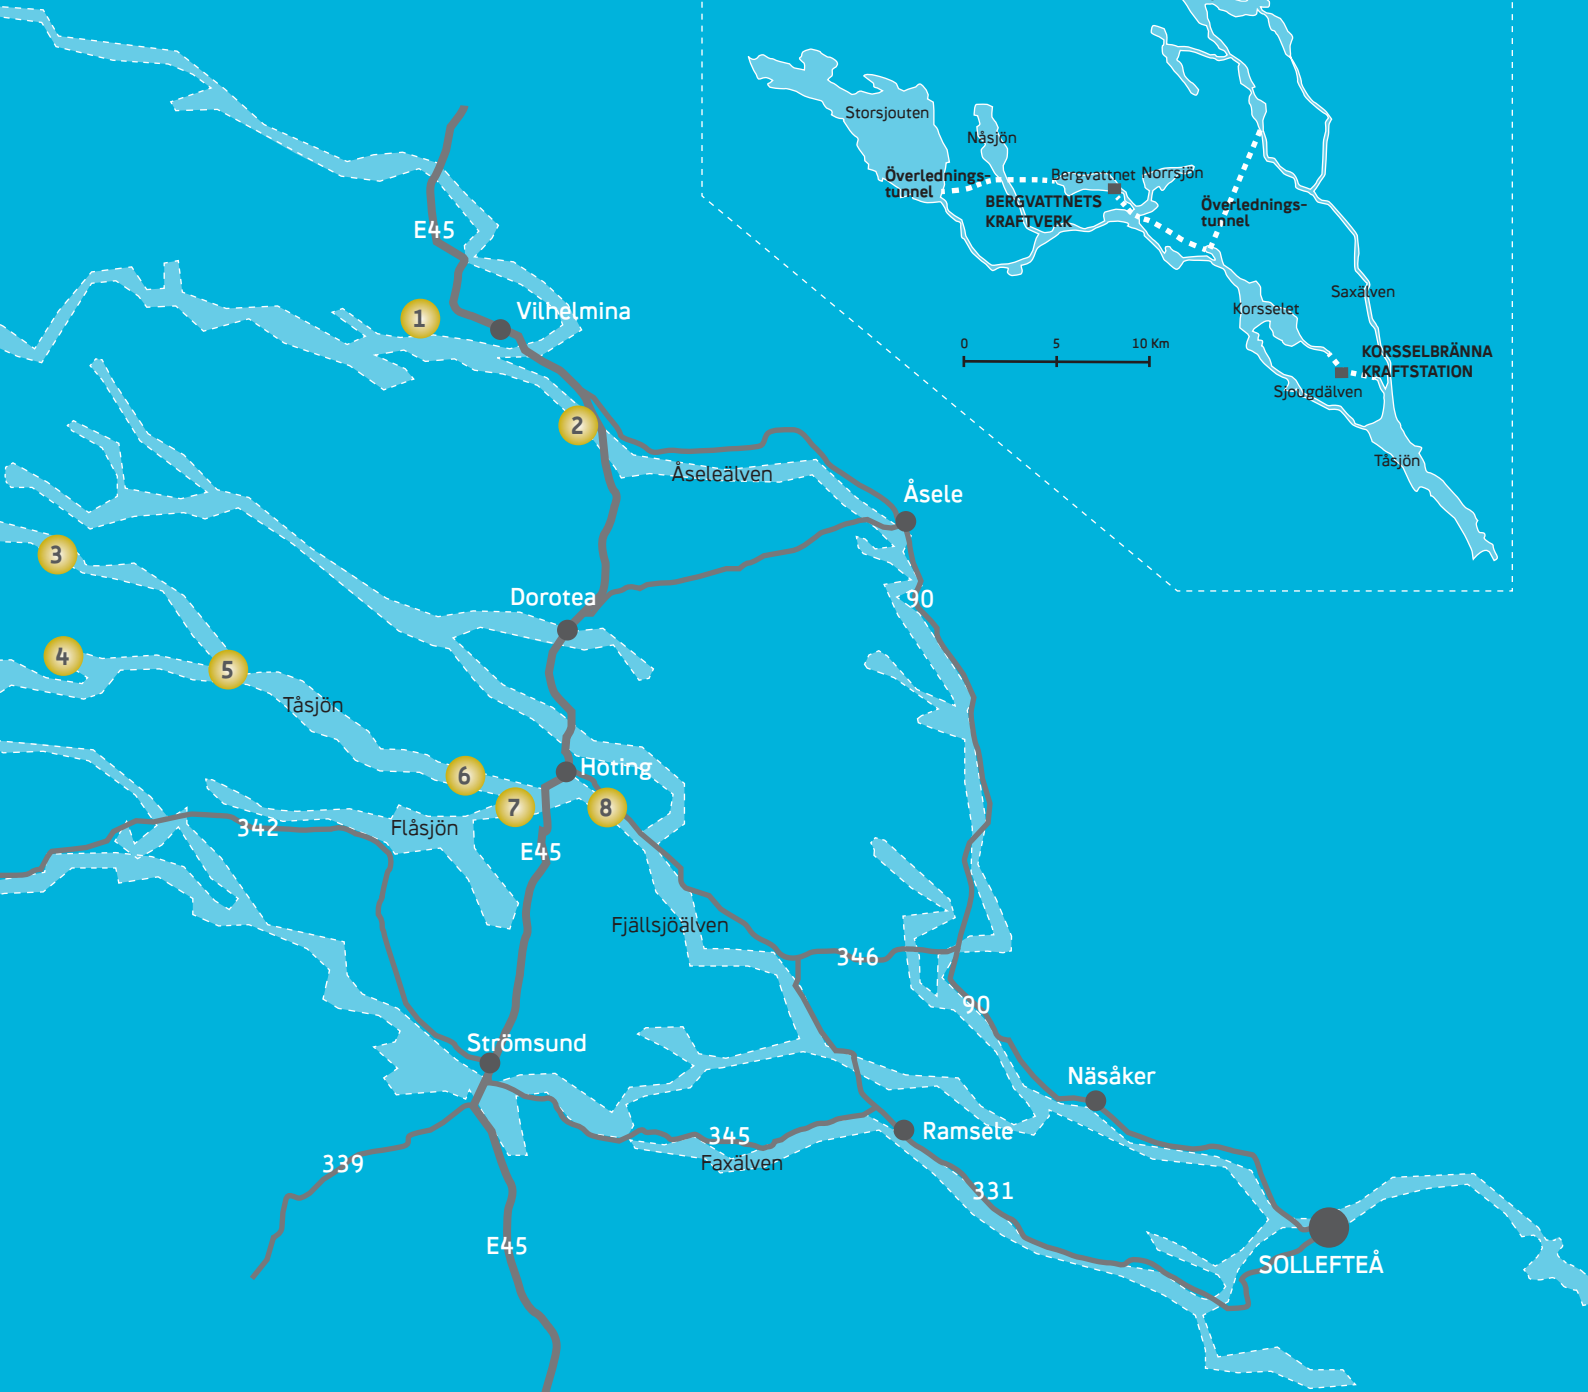 Storsjouten
Nåsjön
Överlednings-
tunnel
Bergvattnet
Norrsjön
BERGVATTNETS
KRAFTVERK
Överlednings-
tunnel
Saxälven
Korsselet
0 5 10 Km
KORSSELBRÄNNA
KRAFTSTATION
Sjougdälven
Tåsjön
E45
1
Vilhelmina
2
Åseleälven
Åsele
3
Dorotea
90
4
5
Tåsjön
6
Hoting
7
8
342
Flåsjön
E45
Fjällsjöälven
346
90
Strömsund
Näsåker
345
Ramsele
Faxälven
339
331
E45
SOLLEFTEÅ